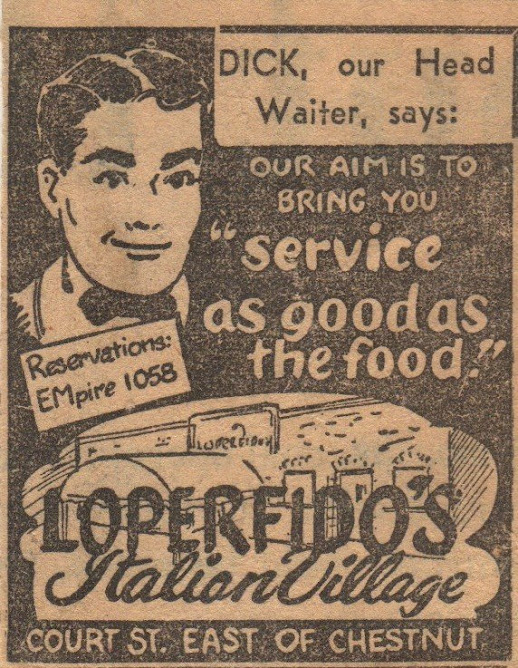 DICK, our Head
Waiter, says:
OUR AIM IS TO
BRING YOU
"service
as good as
the food."
Reservations:
EMpire 1058
LOPERFIDO
LOPERFIDO'S
Italian Village
COURT ST. EAST OF CHESTNUT